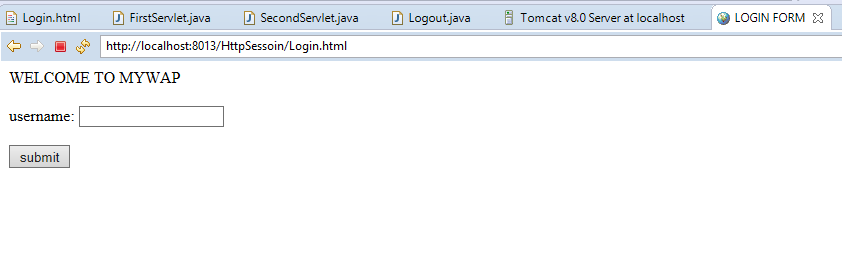 Login.html FirstServlet.java SecondServlet.java Logout.java Tomcat v8.0 Server at localhost LOGIN FORM
http://localhost:8013/HttpSessoin/Login.html
WELCOME TO MYWAP
username:
submit